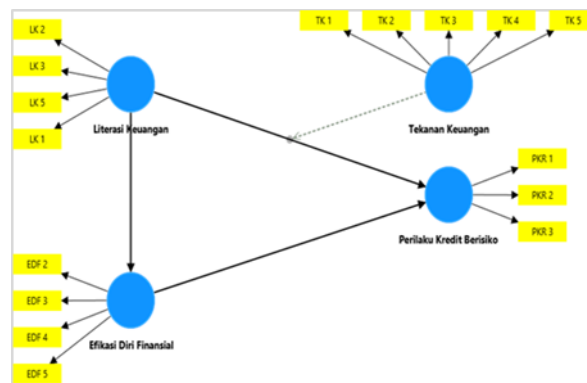 TK 1
TK 2
TK 3
TK 4
TK 5
LK 2
LK 3
LK 5
LK 1
Literasi Keuangan
Tekanan Keuangan
PKR 1
PKR 2
PKR 3
Perilaku Kredit Berisiko
EDF 2
EDF 3
EDF 4
EDF 5
Efikasi Diri Finansial